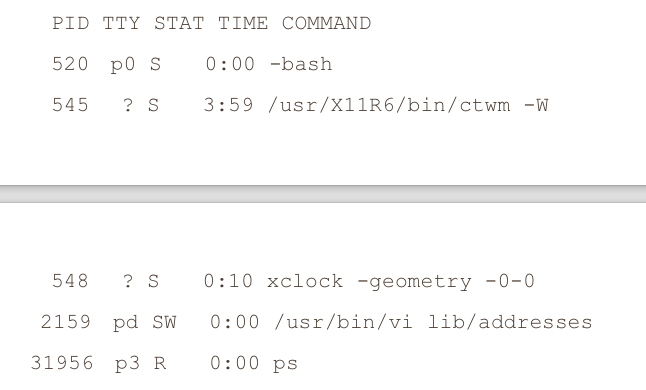 PID TTY STAT TIME COMMAND
520 p0 S 0:00 -bash
545 ? S 3:59 /usr/X11R6/bin/ctwm -W
548 ? S 0:10 xclock -geometry -0-0
2159 pd SW 0:00 /usr/bin/vi lib/addresses
31956 p3 R 0:00 ps